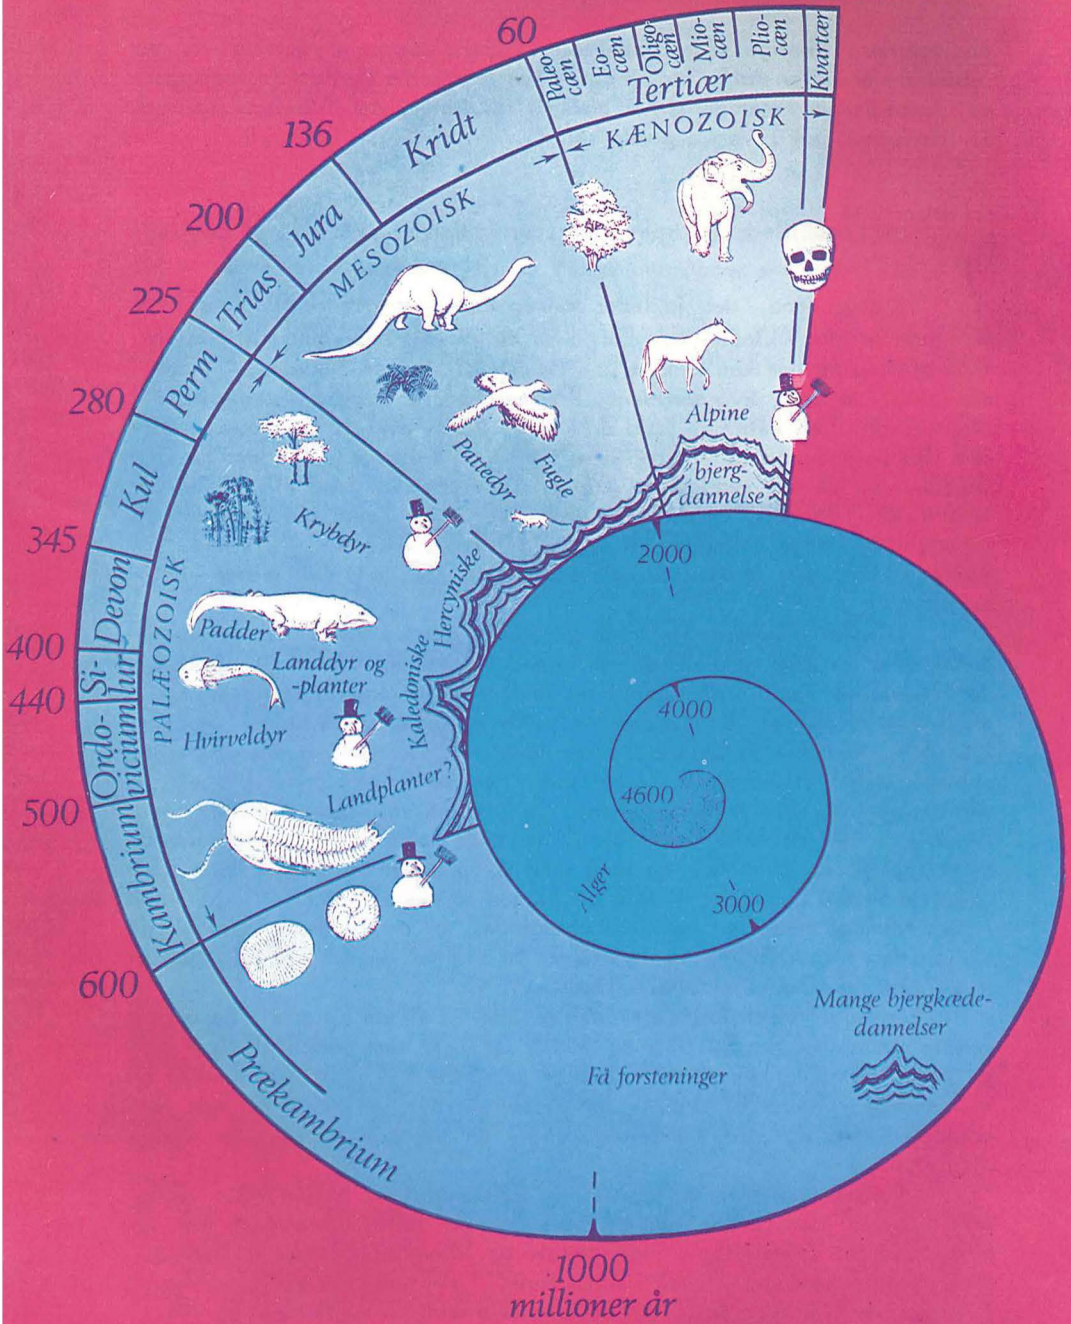 60
Paleo-
cæn
Eo-
cæn
Oligo-
cæn
Mio-
cæn
Plio-
cæn
Kvartær
Tertiær
KÆNOZOISK
136
Kridt
200
Jura
MESOZOISK
225
Trias
280
Perm
Kul
345
Devon
400
Si-
lur
440
Ordo-
vicium
500
Kambrium
600
PALÆOZOISK
Prækambrium
Alpine
bjerg-
dannelse
Fugle
Pattedyr
Krybdyr
Hercyniske
Padder
Landdyr og
-planter
Kaledoniske
Hvirveldyr
Landplanter?
2000
4000
4600
Alger
3000
Mange bjergkæde-
dannelser
Få forsteninger
1000
millioner år